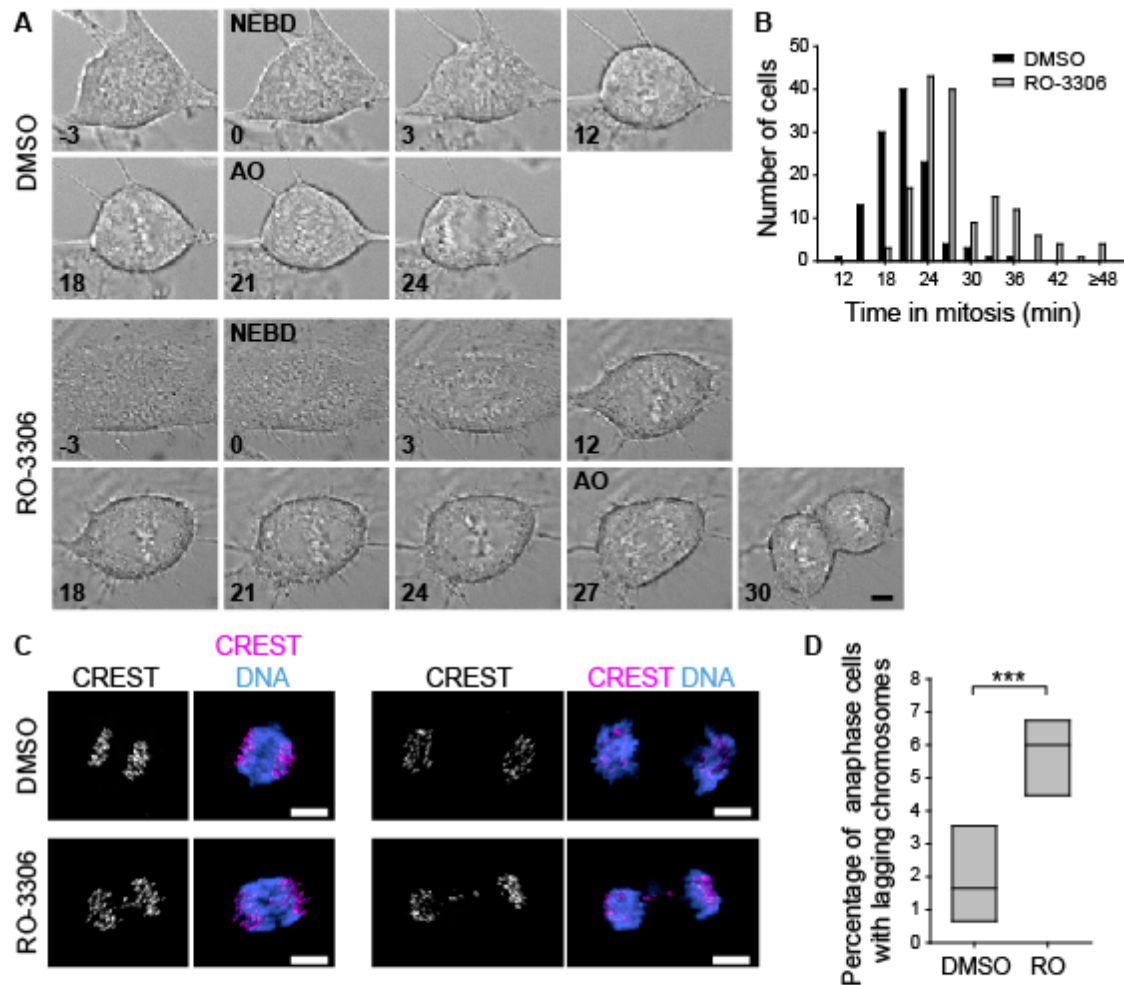 A
DMSO
NEBD
-3
0
3
12
AO
18
21
24
RO-3306
NEBD
-3
0
3
12
AO
18
21
24
27
30
B
Number of cells
50
40
30
20
10
0
DMSO
RO-3306
12 18 24 30 36 42 ≥48
Time in mitosis (min)
C
CREST
CREST
DNA
CREST
CREST DNA
DMSO
RO-3306
D
Percentage of anaphase cells
with lagging chromosomes
8
7
6
5
4
3
2
1
0
***
DMSO RO